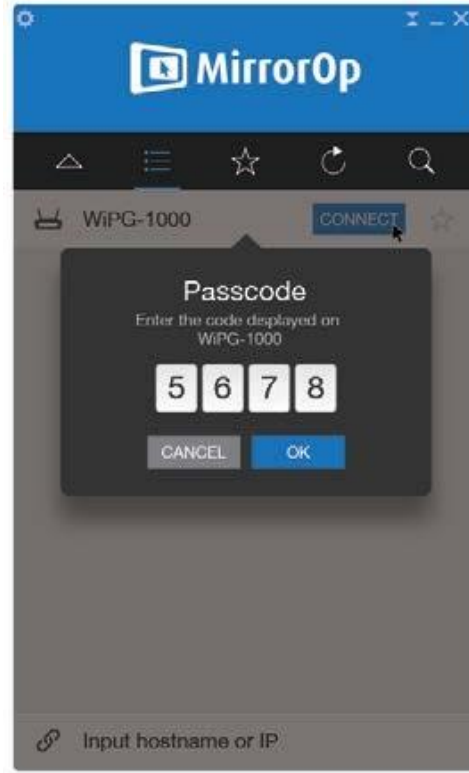 MirrorOp
WiPG-1000
CONNECT
Passcode
Enter the code displayed on
WiPG-1000
5 6 7 8
CANCEL
OK
Input hostname or IP